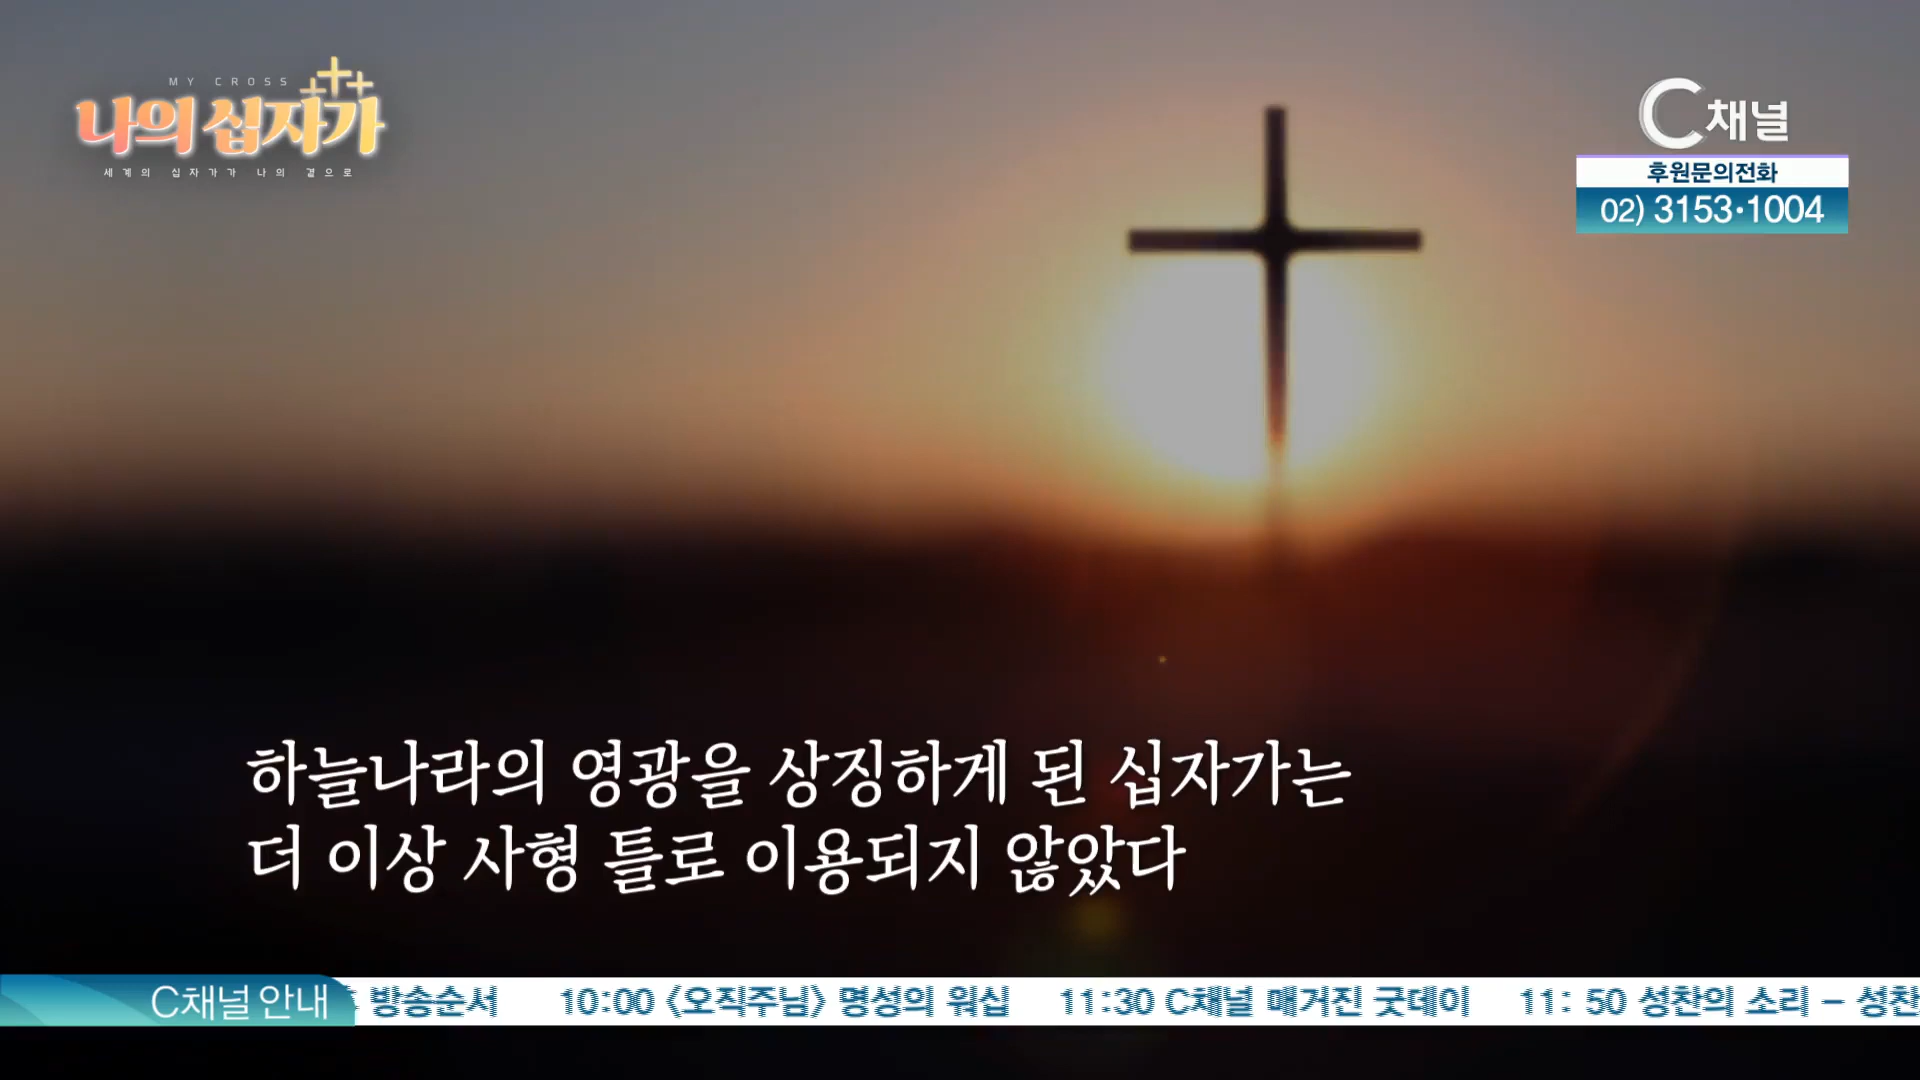 MY CROSS
나의 십자가
세계의 십자가가 나의 곁으로
C채널
후원문의전화
02) 3153·1004
하늘나라의 영광을 상징하게 된 십자가는
더 이상 사형 틀로 이용되지 않았다
C채널 안내
방송순서 10:00 <오직주님> 명성의 워십 11:30 C채널 매거진 굿데이 11: 50 성찬의 소리 - 성찬